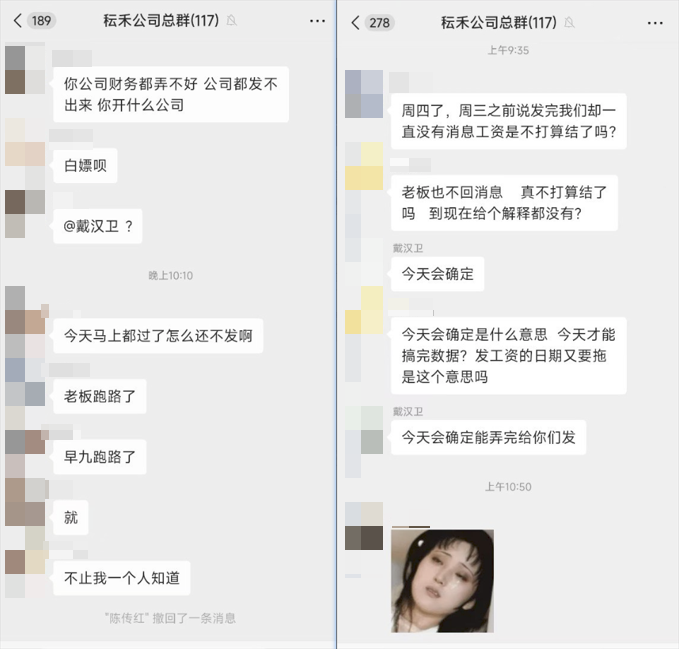 189
耘禾公司总群(117)
你公司财务都弄不好 公司都发不
出来 你开什么公司
白嫖呗
@戴汉卫 ?
晚上10:10
今天马上都过了怎么还不发啊
老板跑路了
早九跑路了
就
不止我一个人知道
"陈传红" 撤回了一条消息
278
耘禾公司总群(117)
上午9:35
周四了，周三之前说发完我们却一
直没有消息工资是不打算结了吗?
老板也不回消息 真不打算结了
吗 到现在给个解释都没有?
戴汉卫
今天会确定
今天会确定是什么意思 今天才能
搞完数据? 发工资的日期又要拖
是这个意思吗
戴汉卫
今天会确定能弄完给你们发
上午10:50